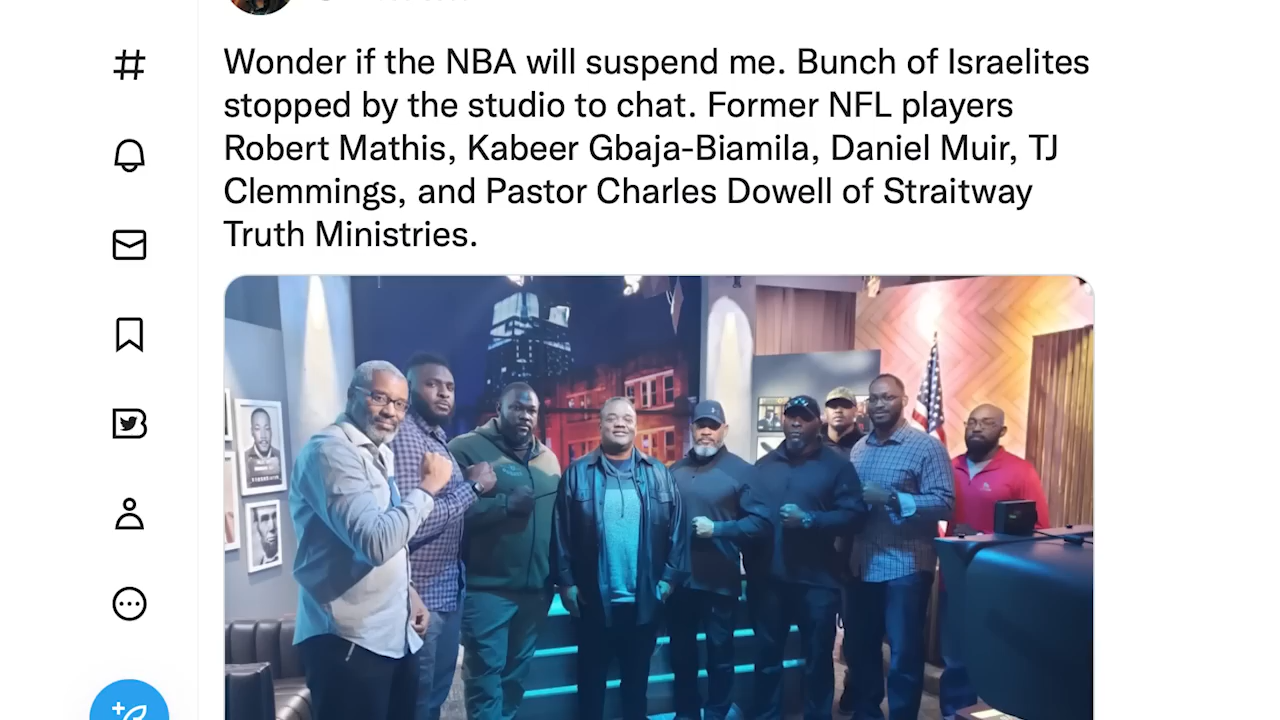 Wonder if the NBA will suspend me. Bunch of Israelites
stopped by the studio to chat. Former NFL players
Robert Mathis, Kabeer Gbaja-Biamila, Daniel Muir, TJ
Clemmings, and Pastor Charles Dowell of Straitway
Truth Ministries.